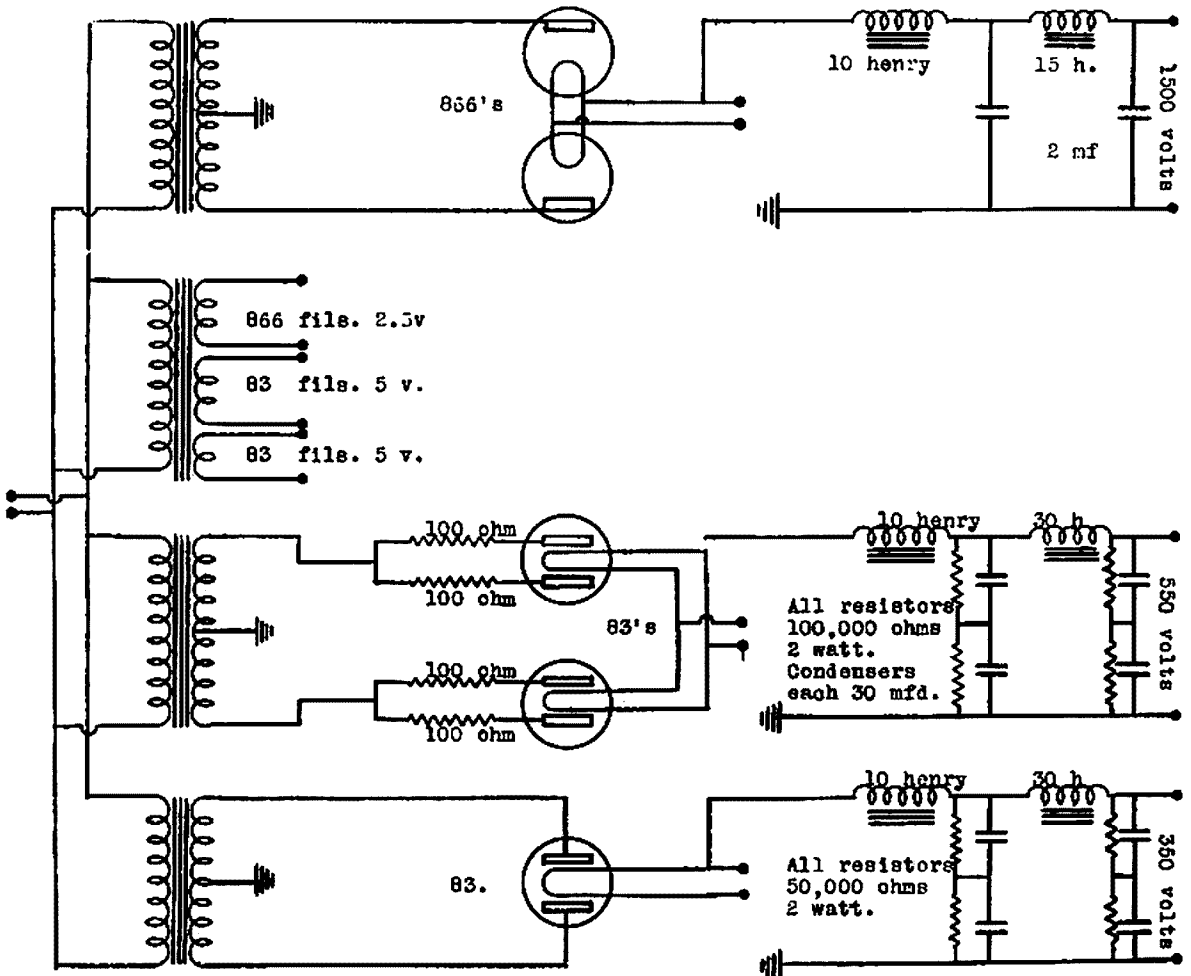 10 henry
15 h.
866's
2 mf
1500 volts
866 fils. 2.5v
83 fils. 5 v.
83 fils. 5 v.
100 ohm
100 ohm
10 henry
30 h
83's
All resistors
100,000 ohms
2 watt.
Condensers
each 30 mfd.
550 volts
100 ohm
100 ohm
10 henry
30 h
83.
All resistors
50,000 ohms
2 watt.
350 volts